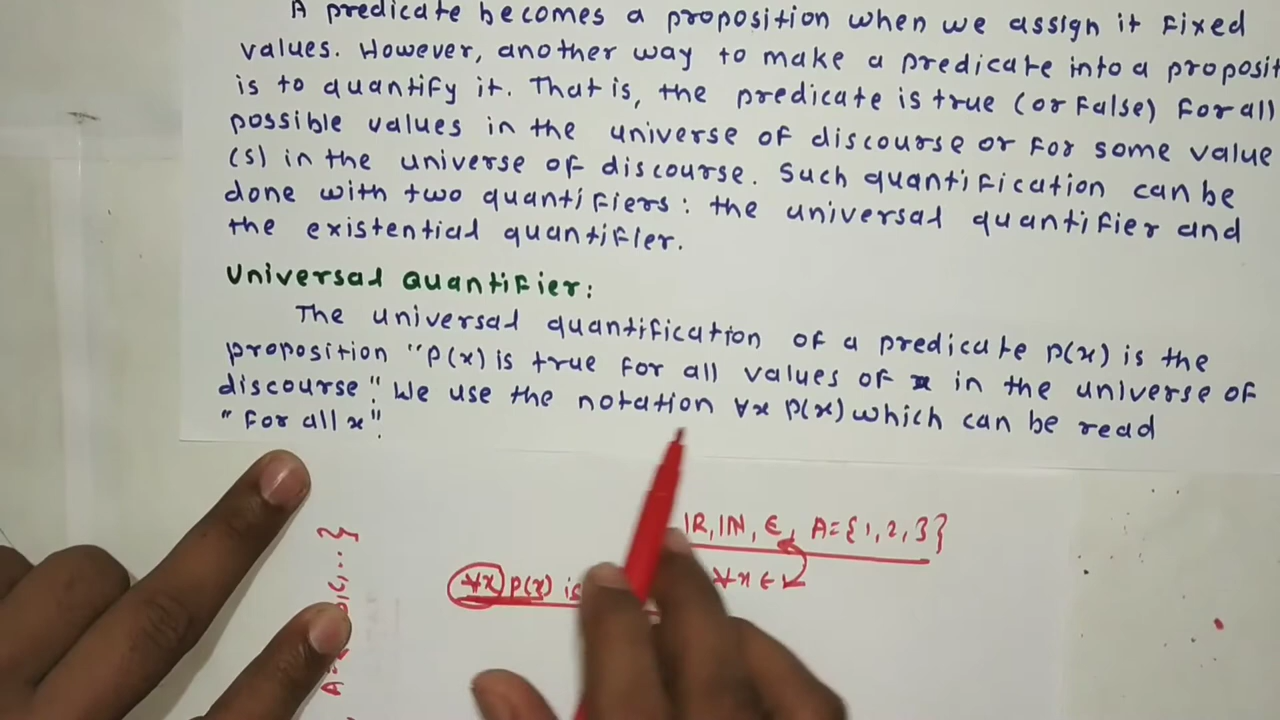 A predicate becomes a proposition when we assign it fixed
values. However, another way to make a predicate into a proposit
is to quantify it. That is, the predicate is true (or false) for all
possible values in the universe of discourse or for some value
(s) in the universe of discourse. Such quantification can be
done with two quantifiers: the universal quantifier and
the existential quantifier.
Universal Quantifier:
The universal quantification of a predicate P(x) is the
proposition "P(x) is true for all values of x in the universe of
discourse". We use the notation ∀x P(x) which can be read
"for all x".
IR, IN, ∈, A={1,2,3}
∀x P(x) is
∀x ∈